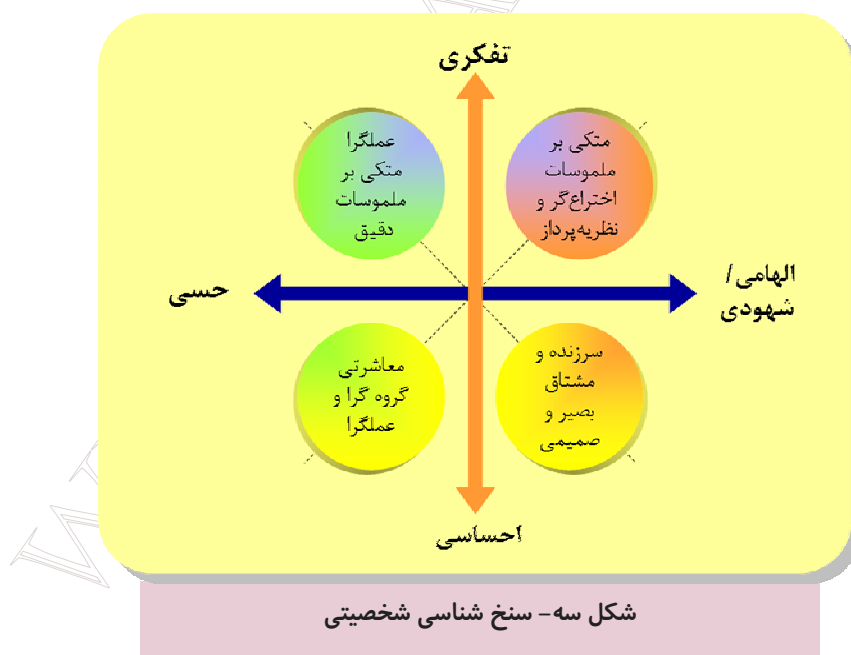 تفکری
متکی بر
ملموسات
اختراع‌گر و
نظریه‌پرداز
عملگرا
متکی بر
ملموسات
دقیق
الهامی/
شهودی
حسی
سرزنده و
مشتاق
بصیر و
صمیمی
معاشرتی
گروه گرا و
عملگرا
احساسی
شکل سه- سنخ شناسی شخصیتی